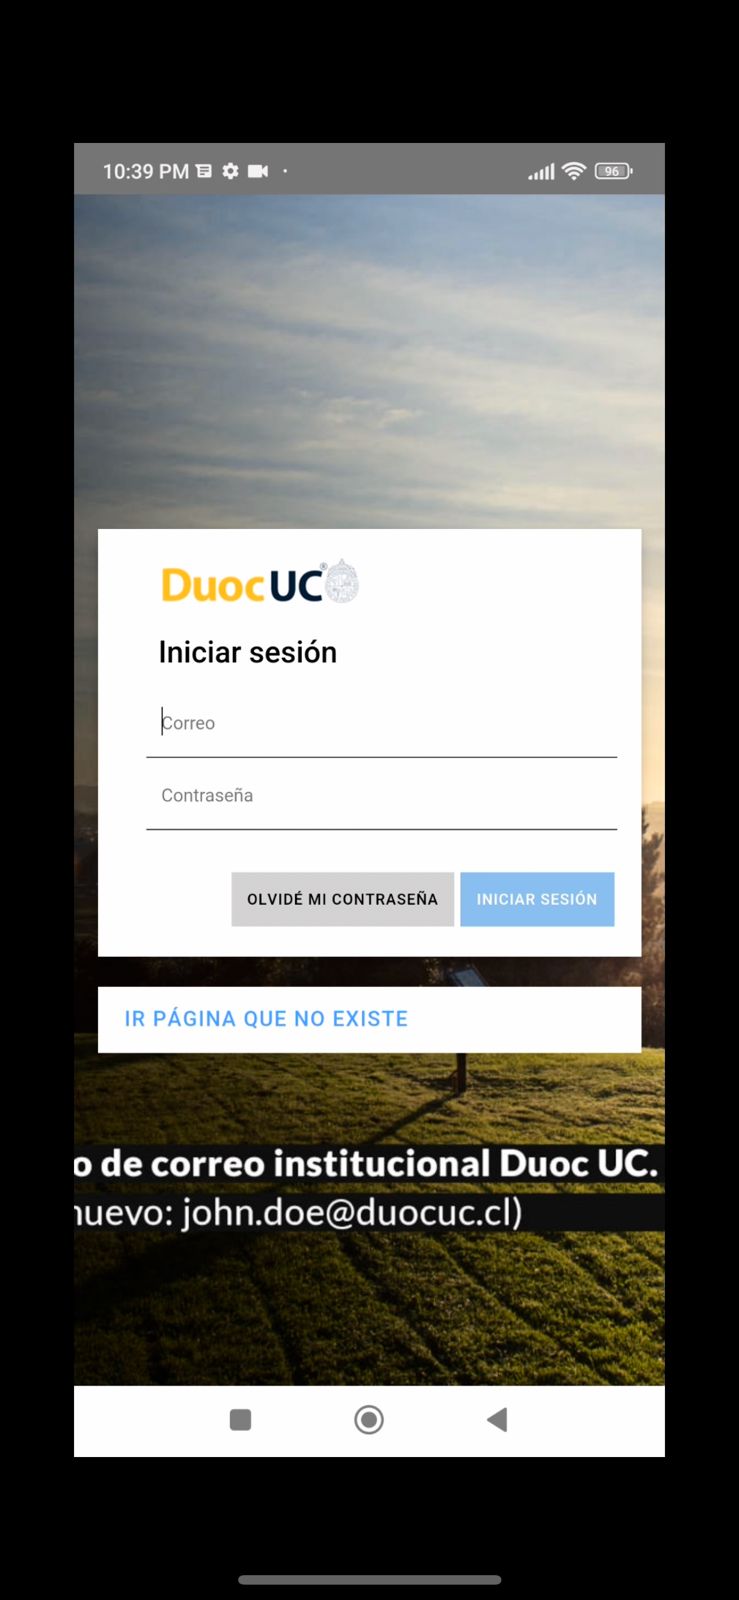 10:39 PM
96
DuocUC®
Iniciar sesión
Correo
Contraseña
OLVIDÉ MI CONTRASEÑA INICIAR SESIÓN
IR PÁGINA QUE NO EXISTE
o de correo institucional Duoc UC.
nuevo: john.doe@duocuc.cl)